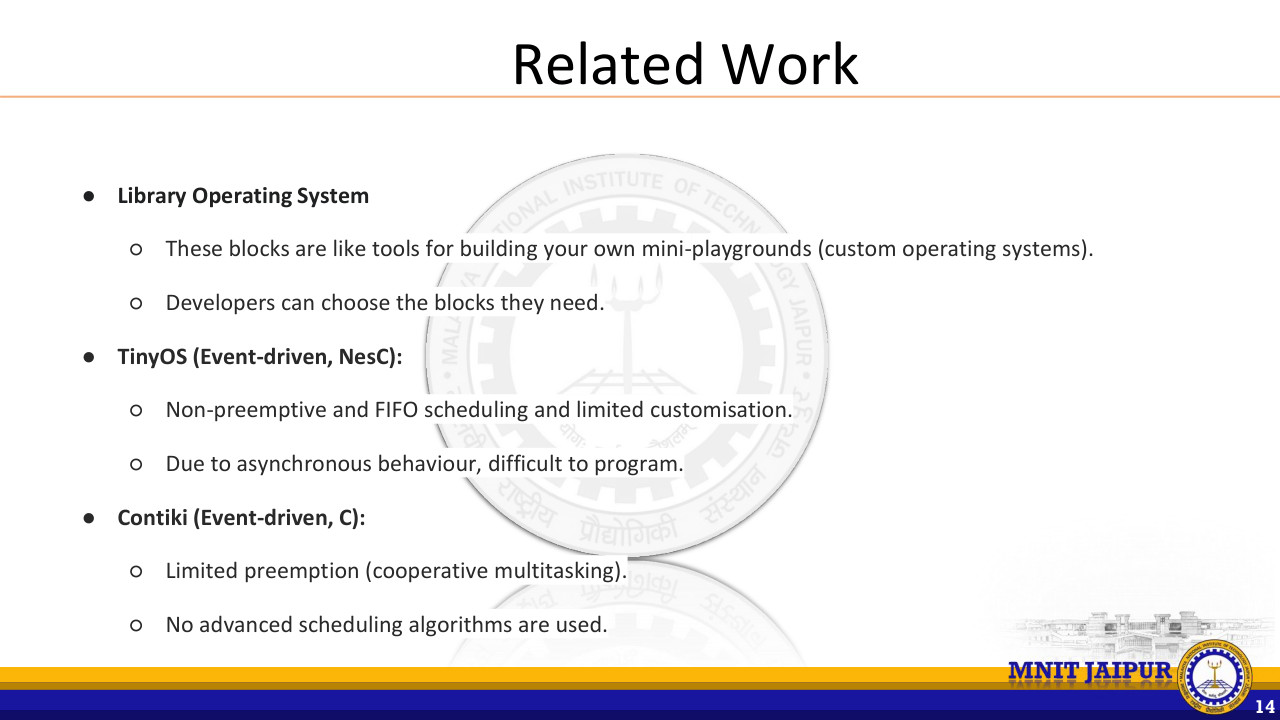 Related Work
● Library Operating System
○ These blocks are like tools for building your own mini-playgrounds (custom operating systems).
○ Developers can choose the blocks they need.
● TinyOS (Event-driven, NesC):
○ Non-preemptive and FIFO scheduling and limited customisation.
○ Due to asynchronous behaviour, difficult to program.
● Contiki (Event-driven, C):
○ Limited preemption (cooperative multitasking).
○ No advanced scheduling algorithms are used.
INSTITUTE OF
JAIPUR
राष्ट्रीय प्रौद्योगिकी संस्थान
MNIT JAIPUR
14